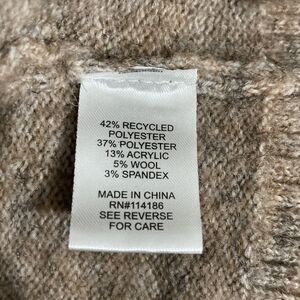 42% RECYCLED
POLYESTER
37% POLYESTER
13% ACRYLIC
5% WOOL
3% SPANDEX
MADE IN CHINA
RN#114186
SEE REVERSE
FOR CARE